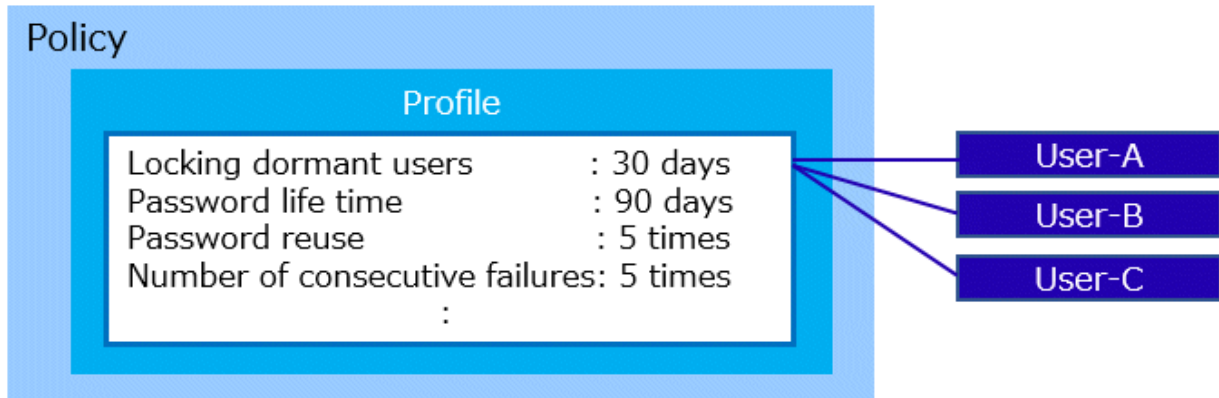 Policy
Profile
Locking dormant users : 30 days
Password life time : 90 days
Password reuse : 5 times
Number of consecutive failures: 5 times
:
User-A
User-B
User-C